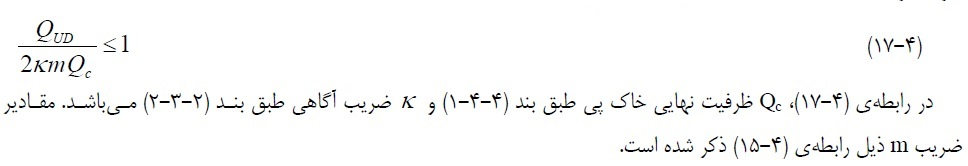 Q_UD / 2κmQ_c ≤ 1 (۴-۱۷)
در رابطه‌ی (۴-۱۷)، Qc ظرفیت نهایی خاک پی طبق بند (۴-۴-۱) و κ ضریب آگاهی طبق بند (۲-۳-۲) می‌باشد. مقادیر
ضریب m ذیل رابطه‌ی (۴-۱۵) ذکر شده است.